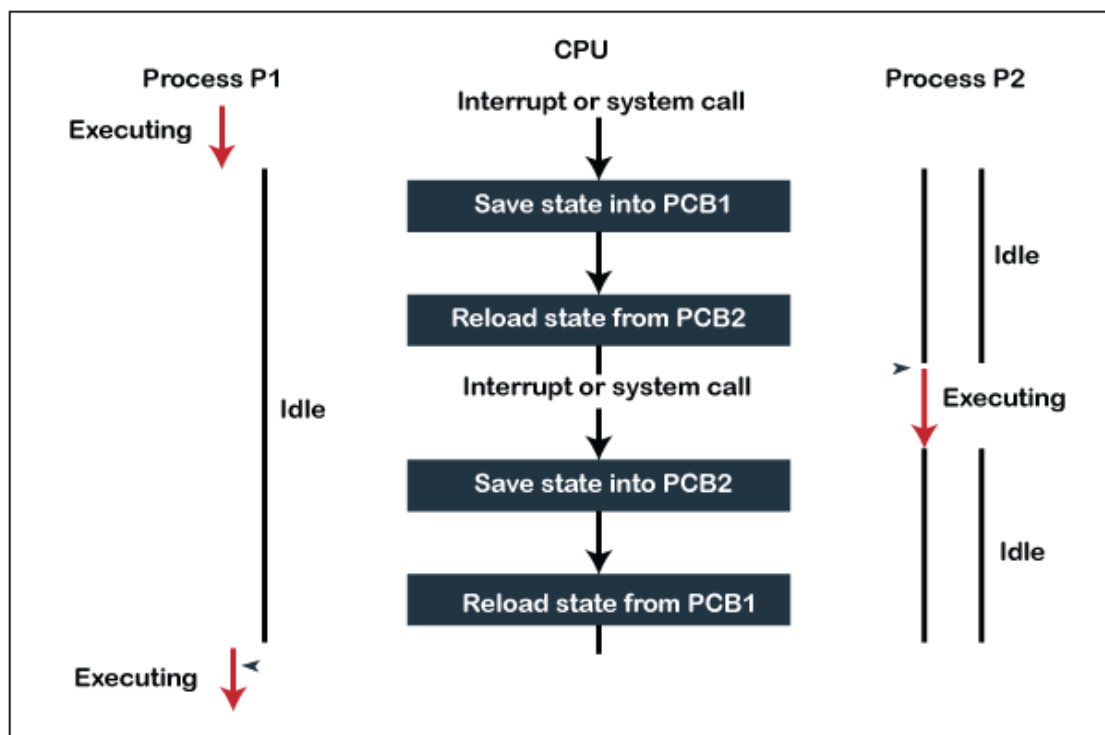 CPU
Process P1
Process P2
Interrupt or system call
Executing
Save state into PCB1
Idle
Reload state from PCB2
Interrupt or system call
Executing
Idle
Save state into PCB2
Idle
Reload state from PCB1
Executing